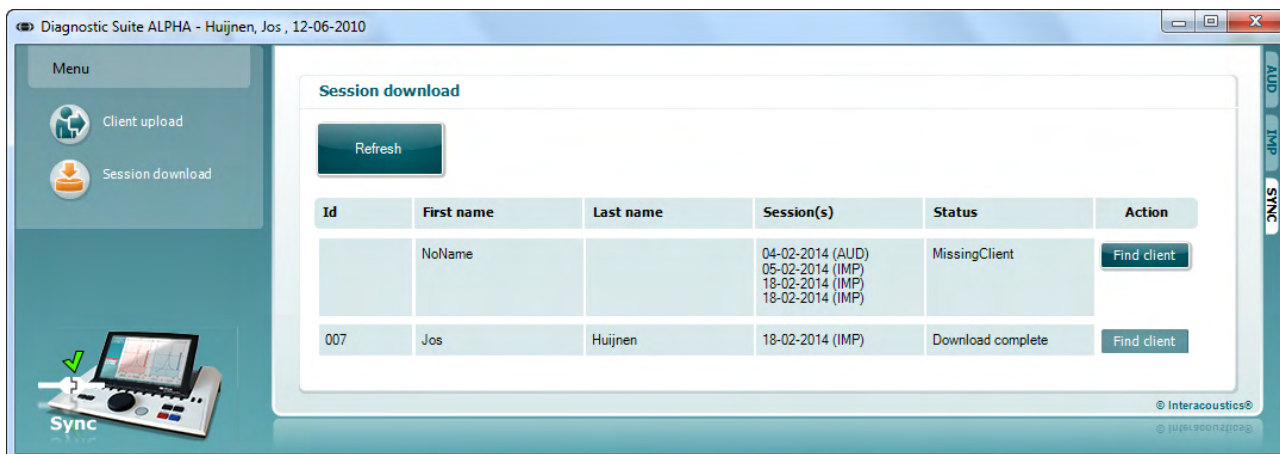 Diagnostic Suite ALPHA - Huijnen, Jos , 12-06-2010
Menu
Client upload
Session download
Sync
Session download
Refresh
Id First name Last name Session(s) Status Action
NoName 04-02-2014 (AUD) MissingClient Find client
05-02-2014 (IMP)
18-02-2014 (IMP)
18-02-2014 (IMP)
007 Jos Huijnen 18-02-2014 (IMP) Download complete Find client
© Interacoustics®
© Interacoustics®
AUD
IMP
SYNC